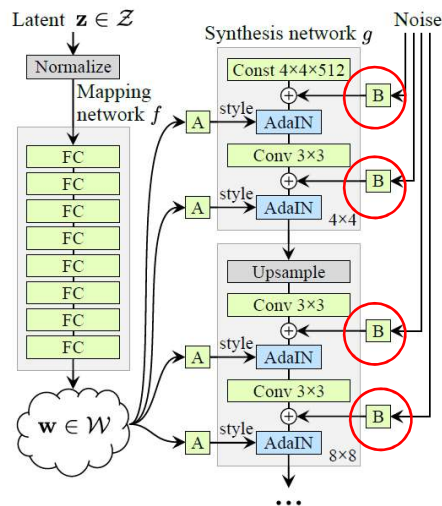 Latent z ∈ Z
Normalize
Mapping
network f
FC
FC
FC
FC
FC
FC
FC
FC
w ∈ W
Synthesis network g
Noise
Const 4×4×512
B
A
style
AdaIN
Conv 3×3
B
A
style
AdaIN
4×4
Upsample
Conv 3×3
B
A
style
AdaIN
Conv 3×3
B
A
style
AdaIN
8×8
...